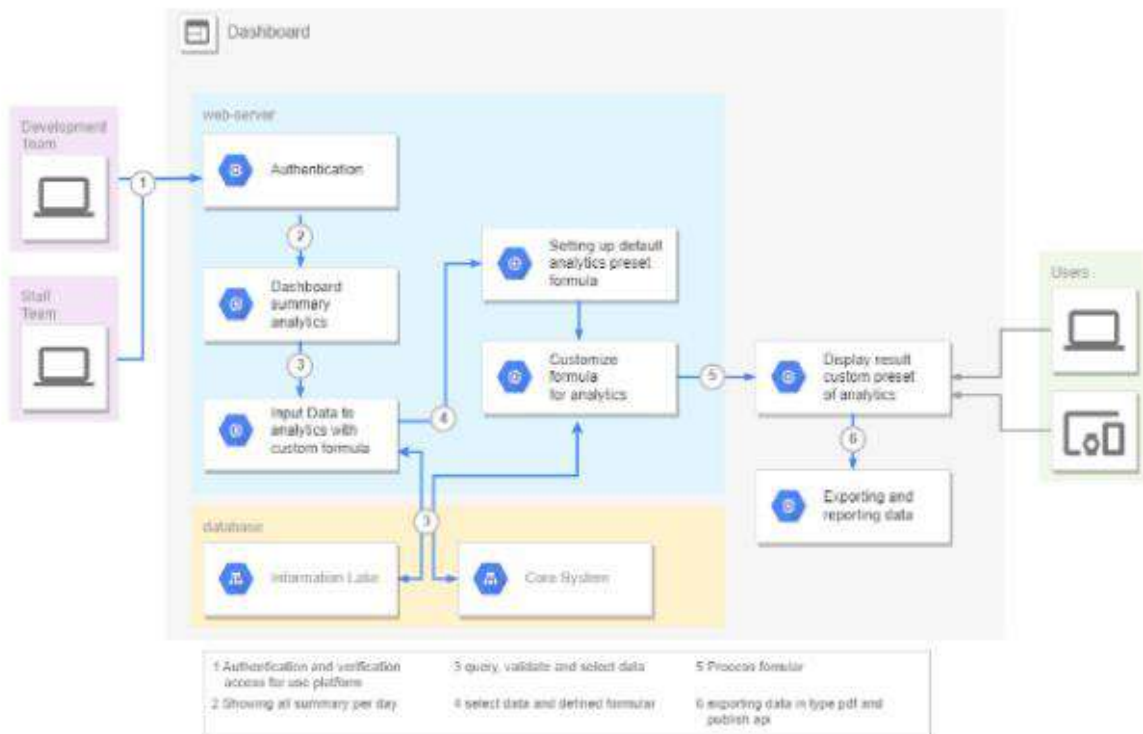 Dashboard
web-server
Development
Team
1
Authentication
2
Staff
Team
Dashboard
summary
analytics
3
Input Data to
analytics with
custom formula
4
Setting up default
analytics preset
formula
Customize
formula
for analytics
5
Display result
custom preset
of analytics
6
Exporting and
reporting data
Users
database
3
Information Lake
Core System
1 Authentication and verification
access for use platform
2 Showing all summary per day
3 query, validate and select data
4 select data and defined formular
5 Process fomular
6 exporting data in type pdf and
publish api